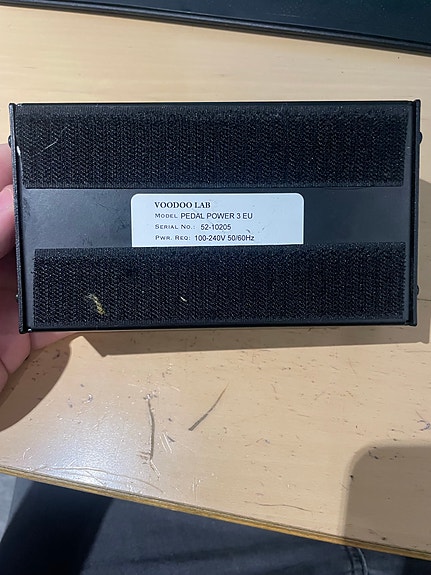 VOODOO LAB
MODEL PEDAL POWER 3 EU
SERIAL NO.: 52-10205
PWR. REQ: 100-240V 50/60Hz